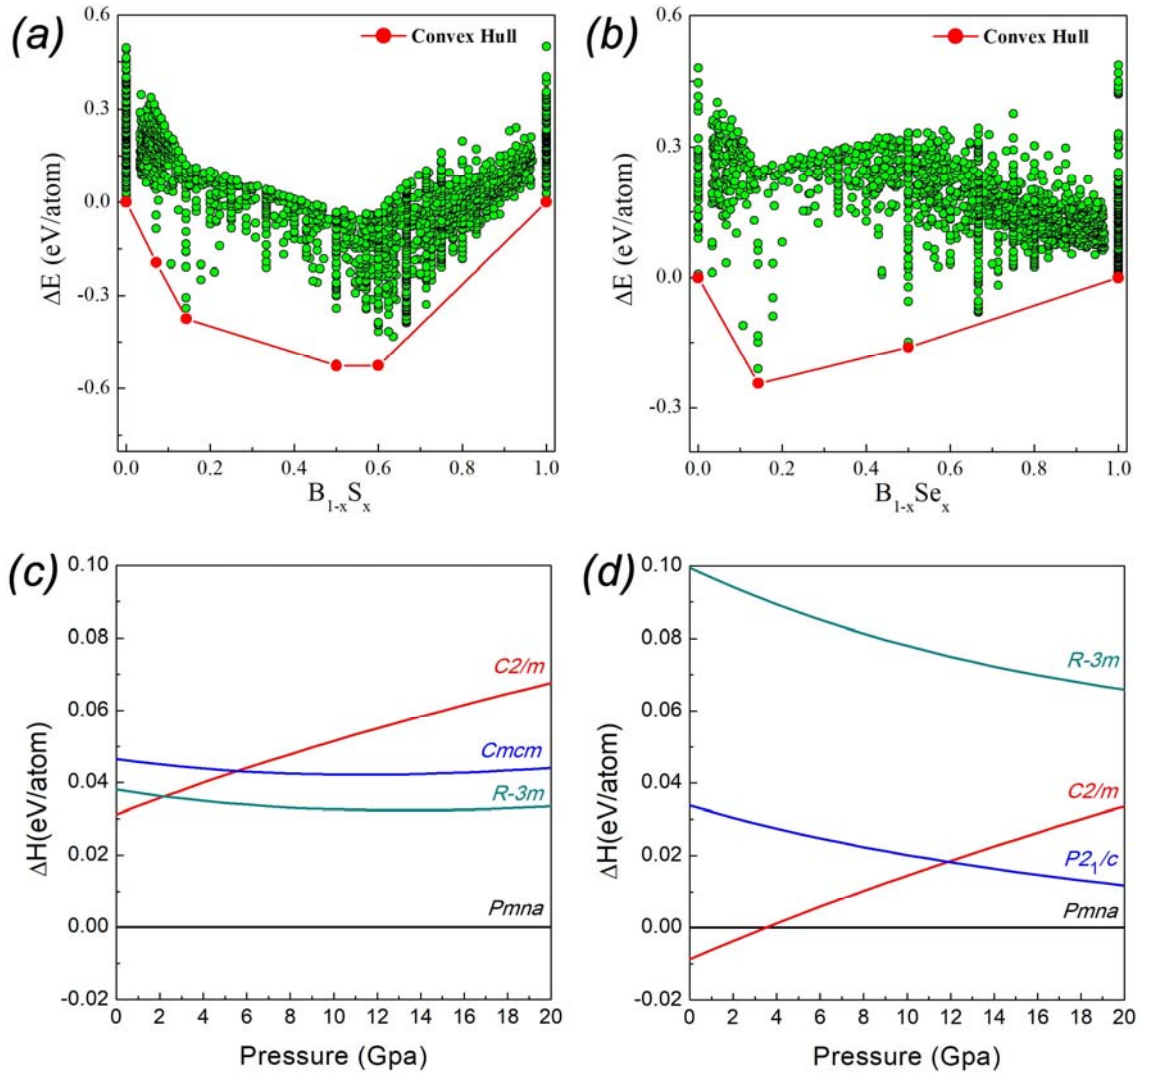 (a)
Convex Hull
0.6
0.3
0.0
-0.3
-0.6
ΔE (eV/atom)
0.0 0.2 0.4 0.6 0.8 1.0
B1-xSx
(b)
Convex Hull
0.6
0.3
0.0
-0.3
ΔE (eV/atom)
0.0 0.2 0.4 0.6 0.8 1.0
B1-xSex
(c)
0.10
0.08
0.06
0.04
0.02
0.00
-0.02
ΔH(eV/atom)
C2/m
Cmcm
R-3m
Pmna
0 2 4 6 8 10 12 14 16 18 20
Pressure (Gpa)
(d)
0.10
0.08
0.06
0.04
0.02
0.00
-0.02
ΔH(eV/atom)
R-3m
C2/m
P21/c
Pmna
0 2 4 6 8 10 12 14 16 18 20
Pressure (Gpa)